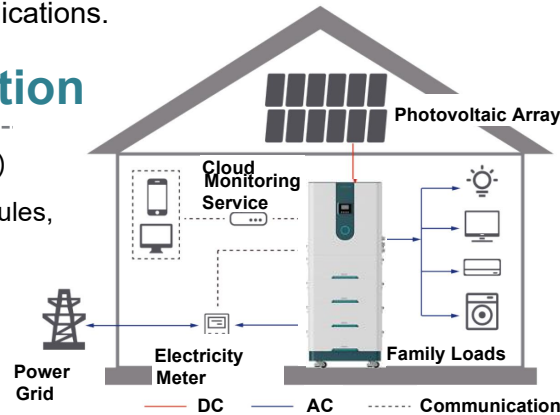 ications.
tion
)
ules,
Photovoltaic Array
Cloud
Monitoring
Service
Family Loads
Electricity
Meter
Power
Grid
DC
AC
Communication